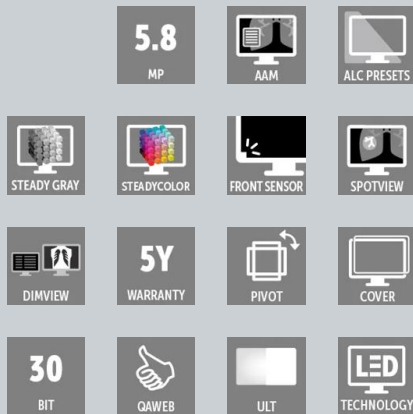 5.8
MP
AAM
ALC PRESETS
STEADY GRAY
STEADYCOLOR
FRONT SENSOR
SPOTVIEW
DIMVIEW
5Y
WARRANTY
PIVOT
COVER
30
BIT
QAWEB
ULT
LED
TECHNOLOGY